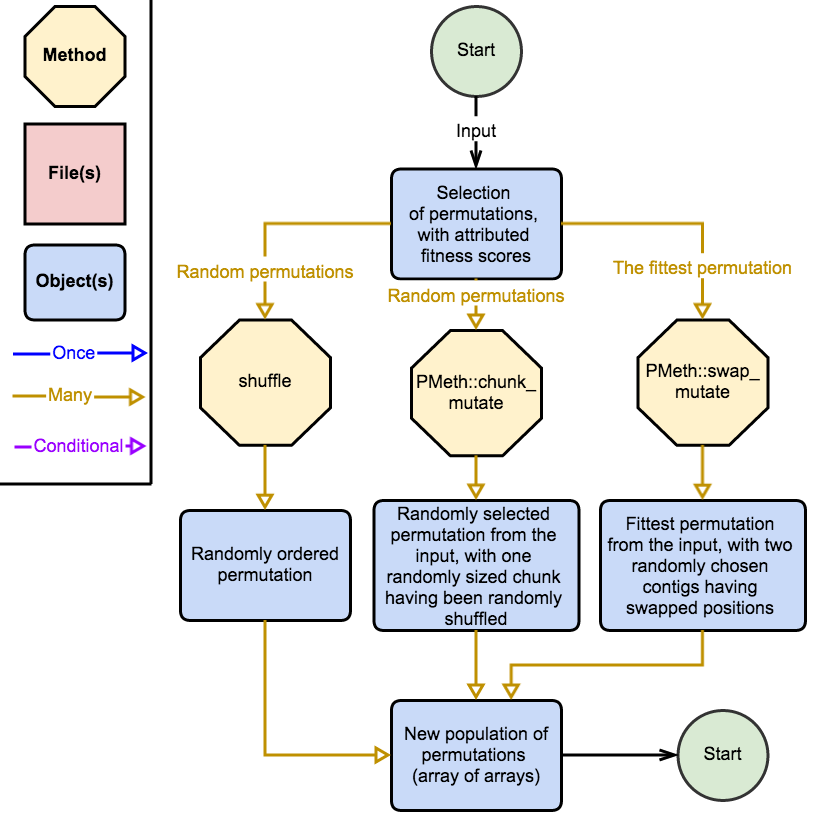 Method
File(s)
Object(s)
Once
Many
Conditional
Start
Input
Selection
of permutations,
with attributed
fitness scores
Random permutations
Random permutations
The fittest permutation
shuffle
PMeth::chunk_
mutate
PMeth::swap_
mutate
Randomly ordered
permutation
Randomly selected
permutation from the
input, with one
randomly sized chunk
having been randomly
shuffled
Fittest permutation
from the input, with two
randomly chosen
contigs having
swapped positions
New population of
permutations
(array of arrays)
Start